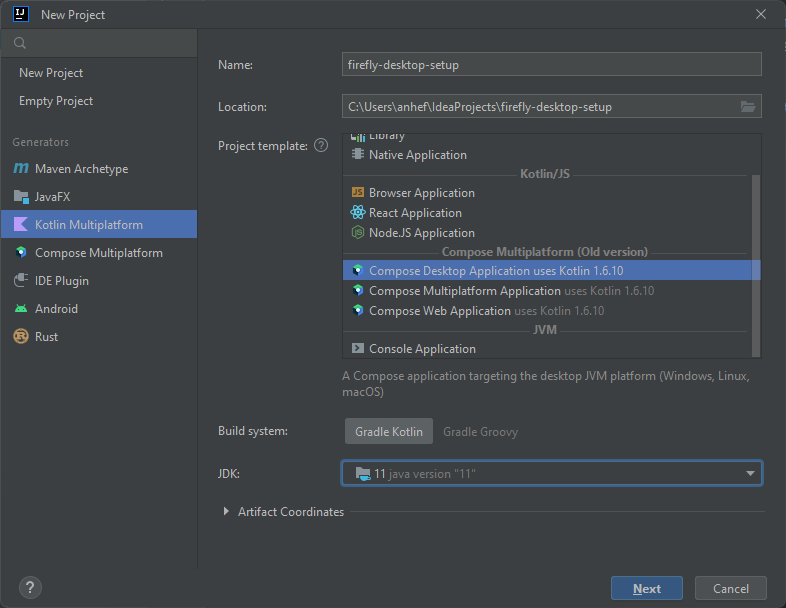 IJ New Project
New Project
Empty Project
Generators
Maven Archetype
JavaFX
Kotlin Multiplatform
Compose Multiplatform
IDE Plugin
Android
Rust
Name: firefly-desktop-setup
Location: C:\Users\anhef\IdeaProjects\firefly-desktop-setup
Project template: ?
Library
Native Application
Kotlin/JS
JS Browser Application
React Application
Node.JS Application
Compose Multiplatform (Old version)
Compose Desktop Application uses Kotlin 1.6.10
Compose Multiplatform Application uses Kotlin 1.6.10
Compose Web Application uses Kotlin 1.6.10
JVM
Console Application
A Compose application targeting the desktop JVM platform (Windows, Linux,
macOS)
Build system: Gradle Kotlin Gradle Groovy
JDK: 11 java version "11"
Artifact Coordinates
? Next Cancel